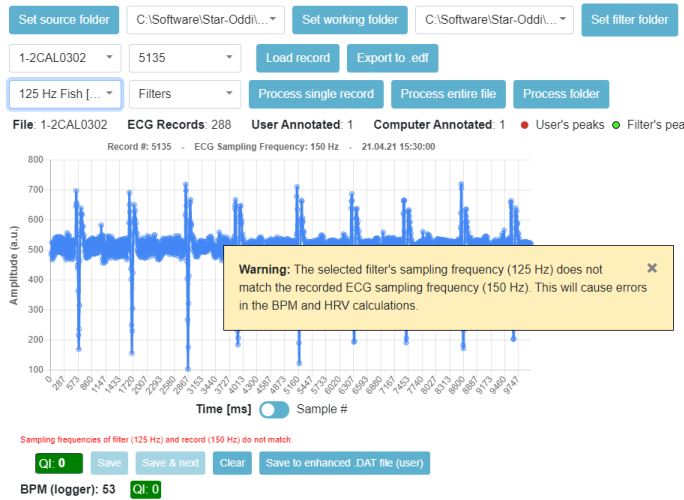 Set source folder C:\Software\Star-Oddi\... Set working folder C:\Software\Star-Oddi\... Set filter folder
1-2CAL0302 5135 Load record Export to .edf
125 Hz Fish [... Filters Process single record Process entire file Process folder
File: 1-2CAL0302 ECG Records: 288 User Annotated: 1 Computer Annotated: 1 User's peaks Filter's pea
Record #: 5135 - ECG Sampling Frequency: 150 Hz - 21.04.21 15:30:00
800
700
600
500
400
300
200
100
Amplitude (a.u.)
Warning: The selected filter's sampling frequency (125 Hz) does not
match the recorded ECG sampling frequency (150 Hz). This will cause errors
in the BPM and HRV calculations.
0 287 573 860 1147 1433 1720 2007 2293 2580 2867 3153 3440 3727 4013 4300 4587 4873 5160 5447 5733 6020 6307 6593 6880 7167 7453 7740 8027 8313 8600 8887 9173 9460 9747
Time [ms] Sample #
Sampling frequencies of filter (125 Hz) and record (150 Hz) do not match.
QI: 0 Save Save & next Clear Save to enhanced .DAT file (user)
BPM (logger): 53 QI: 0